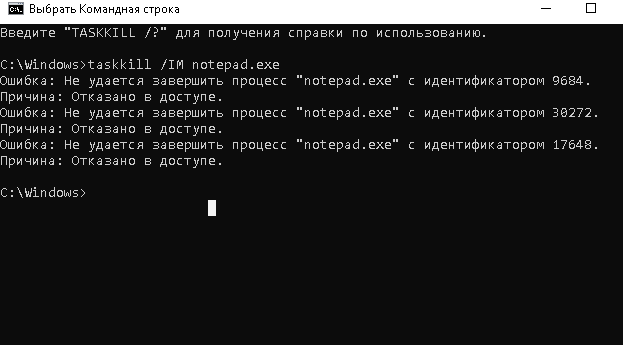 Выбрать Командная строка
Введите "TASKKILL /?" для получения справки по использованию.
C:\Windows>taskkill /IM notepad.exe
Ошибка: Не удается завершить процесс "notepad.exe" с идентификатором 9684.
Причина: Отказано в доступе.
Ошибка: Не удается завершить процесс "notepad.exe" с идентификатором 30272.
Причина: Отказано в доступе.
Ошибка: Не удается завершить процесс "notepad.exe" с идентификатором 17648.
Причина: Отказано в доступе.
C:\Windows>